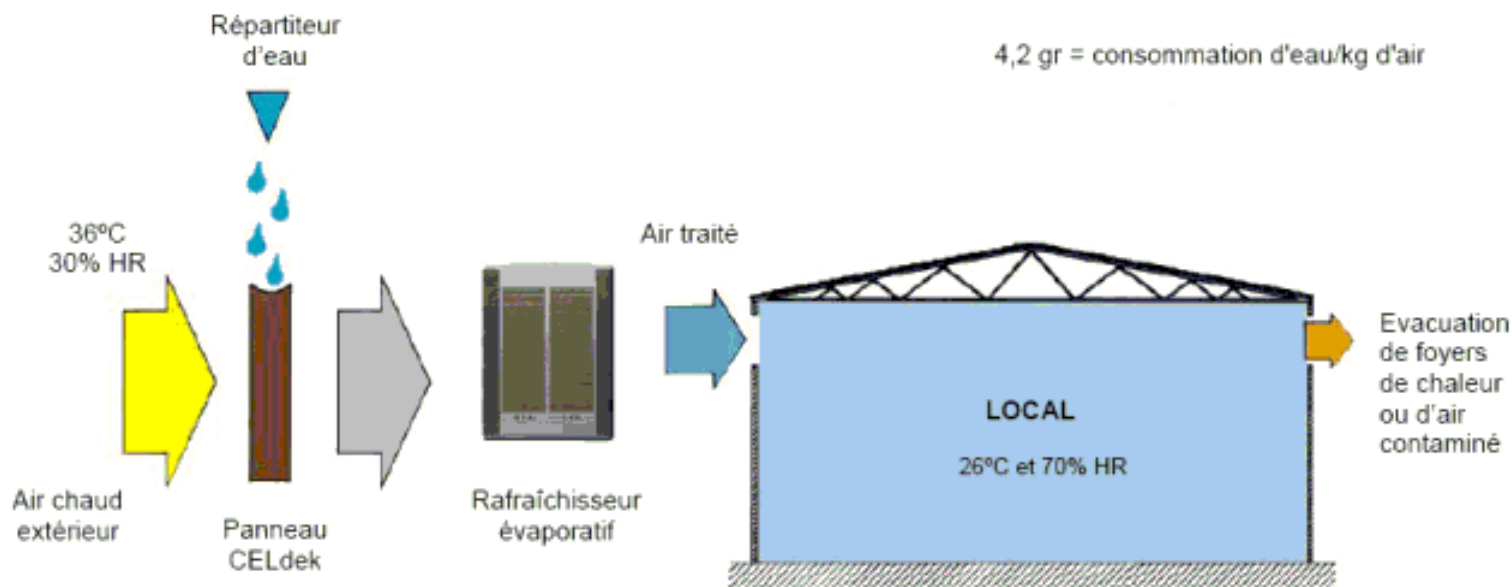 Répartiteur
d'eau
4,2 gr = consommation d'eau/kg d'air
36ºC
30% HR
Air traité
Evacuation
de foyers
de chaleur
ou d'air
contaminé
LOCAL
26ºC et 70% HR
Air chaud
extérieur
Panneau
CELdek
Rafraîchisseur
évaporatif